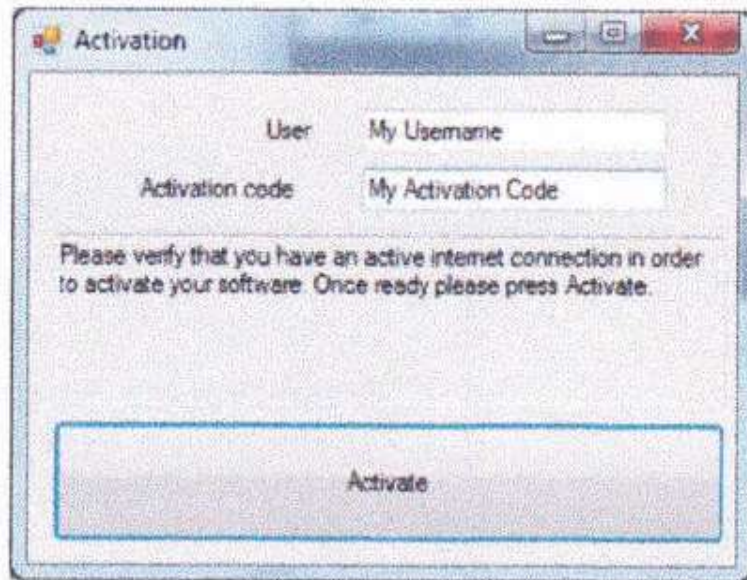 Activation
User My Username
Activation code My Activation Code
Please verify that you have an active internet connection in order
to activate your software. Once ready please press Activate.
Activate